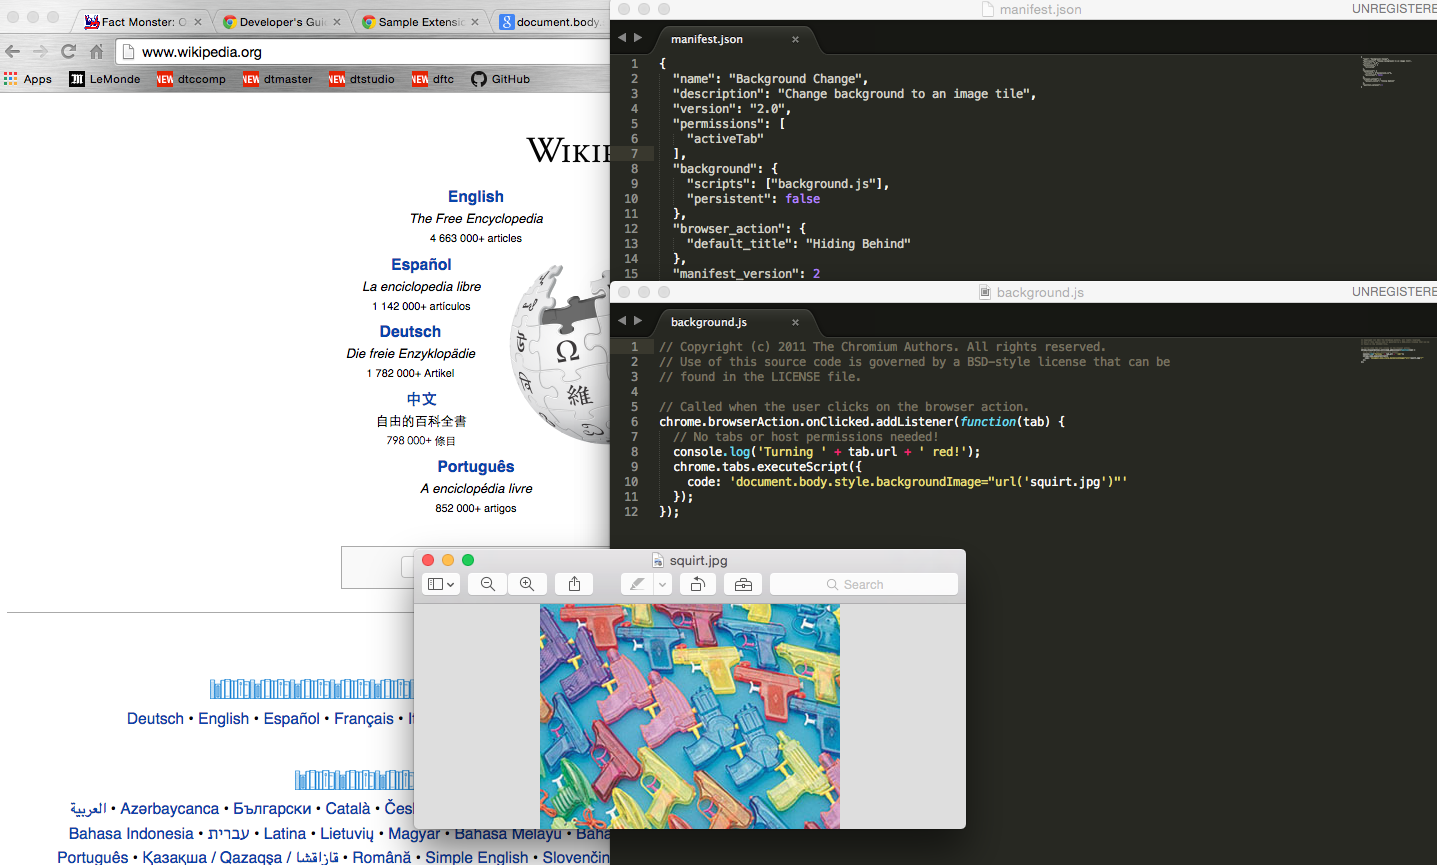 Fact Monster: O
Developer's Gui
Sample Extensio
document.body.
www.wikipedia.org
Apps
LeMonde
NEW dtccomp
NEW dtmaster
NEW dtstudio
NEW dftc
GitHub
WIKIP
English
The Free Encyclopedia
4 663 000+ articles
Español
La enciclopedia libre
1 142 000+ artículos
Deutsch
Die freie Enzyklopädie
1 782 000+ Artikel
中文
自由的百科全書
798 000+ 條目
Português
A enciclopédia livre
852 000+ artigos
Ω
維
Deutsch • English • Español • Français •
العربية • Azərbaycanca • Български • Català •
Bahasa Indonesia • עברית • Latina • Lietuvių • Magyar • Bahasa Melayu • Baha
Português • Қазақша / Qazaqşa / قازاقشا • Română • Simple English • Slovenčin
manifest.json
UNREGISTERE
manifest.json
1 {
2 "name": "Background Change",
3 "description": "Change background to an image tile",
4 "version": "2.0",
5 "permissions": [
6 "activeTab"
7 ],
8 "background": {
9 "scripts": ["background.js"],
10 "persistent": false
11 },
12 "browser_action": {
13 "default_title": "Hiding Behind"
14 },
15 "manifest_version": 2
background.js
UNREGISTERE
background.js
1 // Copyright (c) 2011 The Chromium Authors. All rights reserved.
2 // Use of this source code is governed by a BSD-style license that can be
3 // found in the LICENSE file.
4
5 // Called when the user clicks on the browser action.
6 chrome.browserAction.onClicked.addListener(function(tab) {
7 // No tabs or host permissions needed!
8 console.log('Turning ' + tab.url + ' red!');
9 chrome.tabs.executeScript({
10 code: 'document.body.style.backgroundImage="url('squirt.jpg')"'
11 });
12 });
squirt.jpg
Search